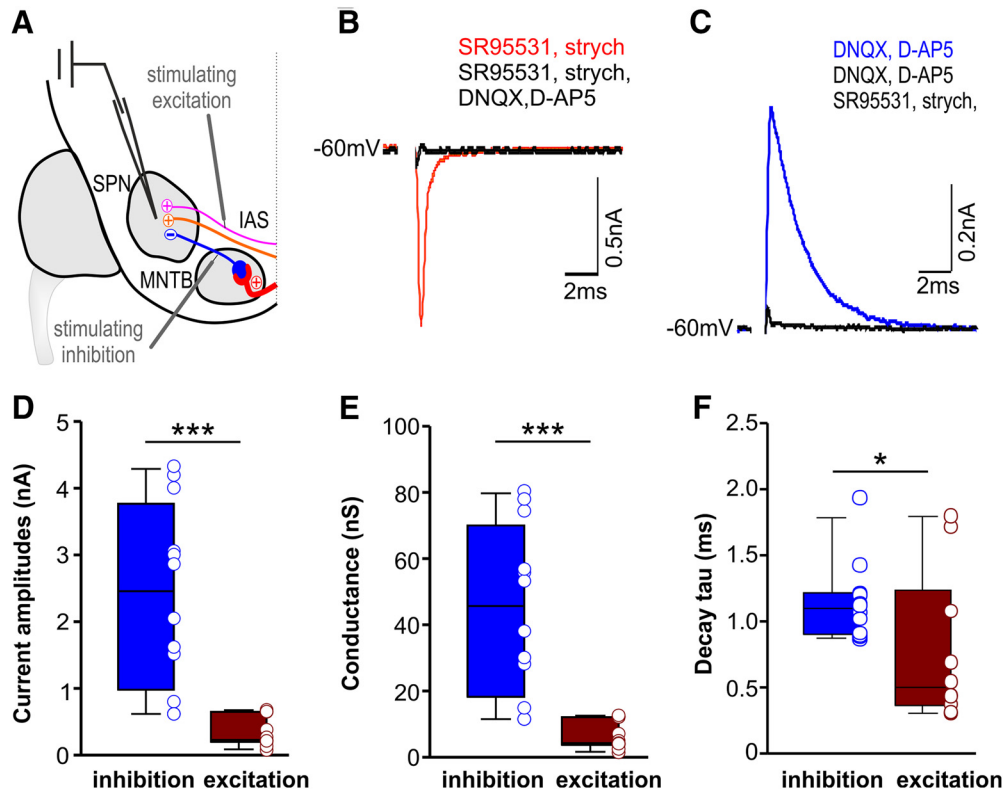 A
stimulating
excitation
SPN
IAS
MNTB
stimulating
inhibition
B
SR95531, strych
SR95531, strych,
DNQX,D-AP5
-60mV
0.5nA
2ms
C
DNQX, D-AP5
DNQX, D-AP5
SR95531, strych,
0.2nA
2ms
-60mV
D
Current amplitudes (nA)
5
4
3
2
1
0
***
inhibition excitation
E
Conductance (nS)
100
80
60
40
20
0
***
inhibition excitation
F
Decay tau (ms)
2.5
2.0
1.5
1.0
0.5
0
*
inhibition excitation